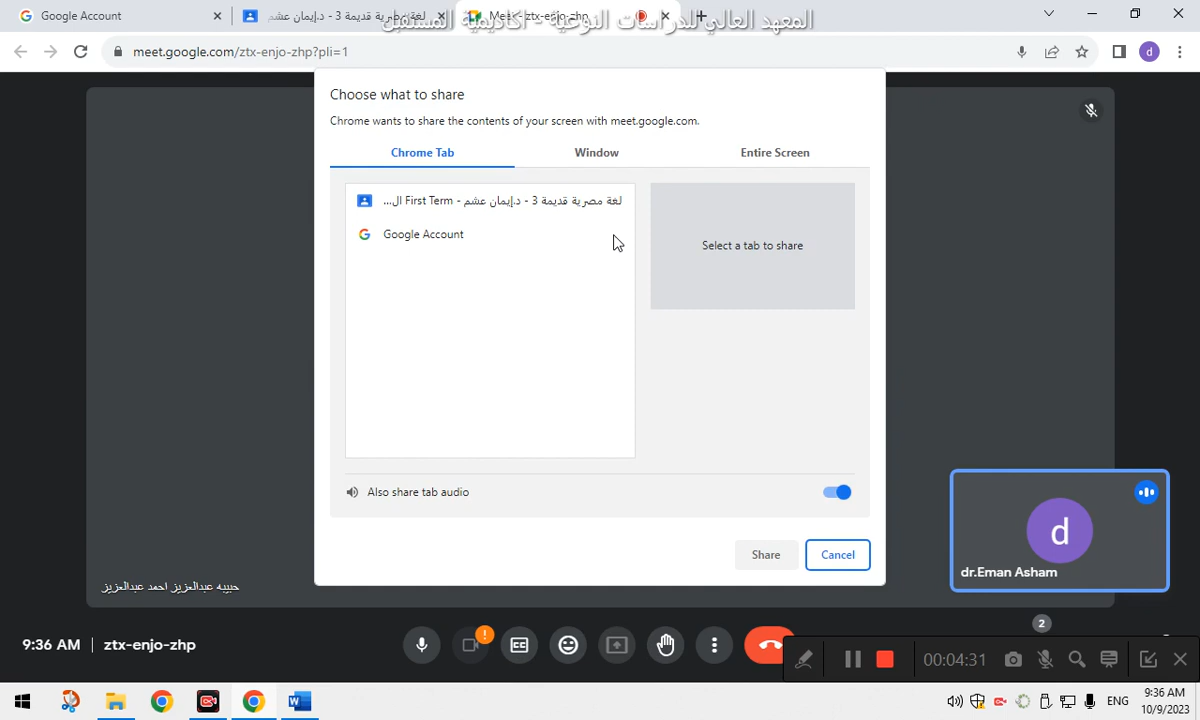 Google Account
لغة مصرية قديمة 3 - د.إيمان عشم
Meet - ztx-enjo-zhp
المعهد العالي للدراسات النوعية - أكاديمية المستقبل
meet.google.com/ztx-enjo-zhp?pli=1
d
Choose what to share
Chrome wants to share the contents of your screen with meet.google.com.
Chrome Tab
Window
Entire Screen
لغة مصرية قديمة 3 - د.إيمان عشم - First Term ال...
Google Account
Select a tab to share
Also share tab audio
Share
Cancel
d
dr.Eman Asham
حبيبه عبدالعزيز احمد عبدالعزيز
9:36 AM | ztx-enjo-zhp
2
00:04:31
ENG
9:36 AM
10/9/2023